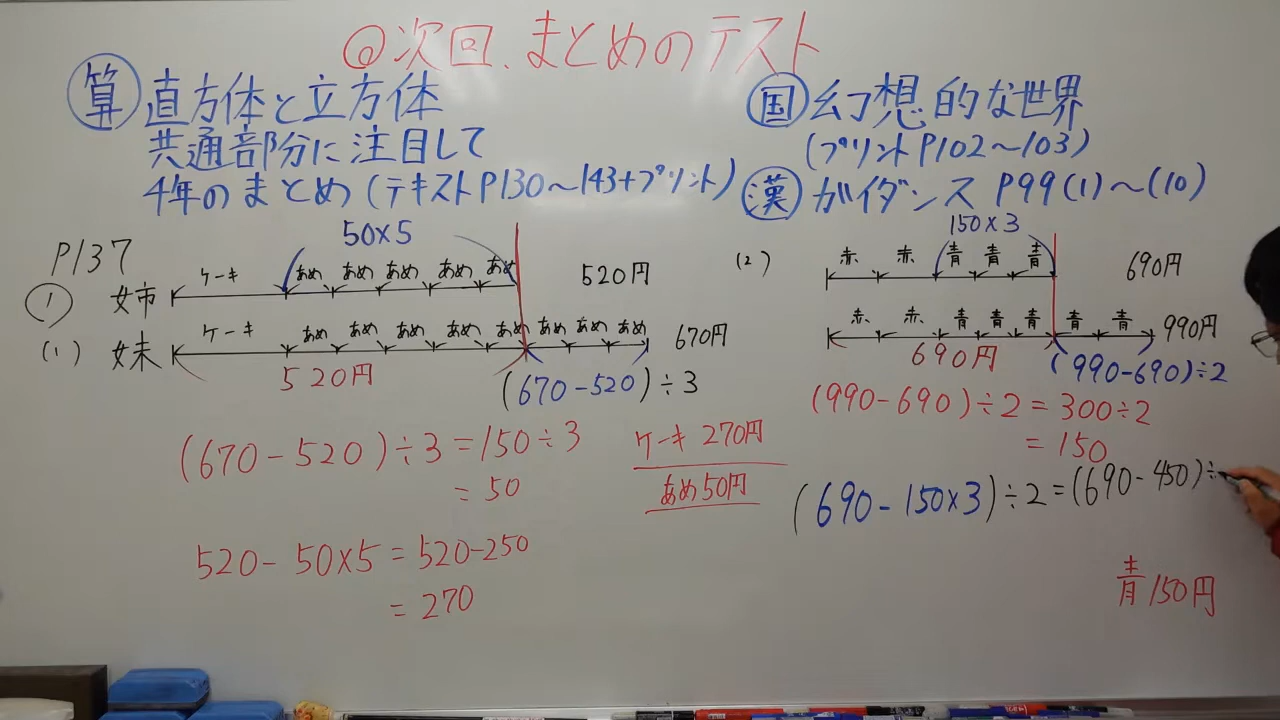 @次回、まとめのテスト
算 直方体と立方体
共通部分に注目して
4年のまとめ(テキストP130〜143+プリント)
国 幻想的な世界
(プリントP102〜103)
漢 ガイダンス P99(1)〜(10)
P137
① 姉 ケーキ あめ あめ あめ あめ あめ 520円
50×5
(1) 妹 ケーキ あめ あめ あめ あめ あめ あめ あめ あめ 670円
520円
(670-520)÷3
(670-520)÷3=150÷3
=50
520-50×5=520-250
=270
ケーキ 270円
あめ50円
(2) 赤 赤 青 青 青 690円
150×3
赤 赤 青 青 青 青 青 990円
690円
(990-690)÷2
(990-690)÷2=300÷2
=150
(690-150×3)÷2=(690-450)÷
青150円